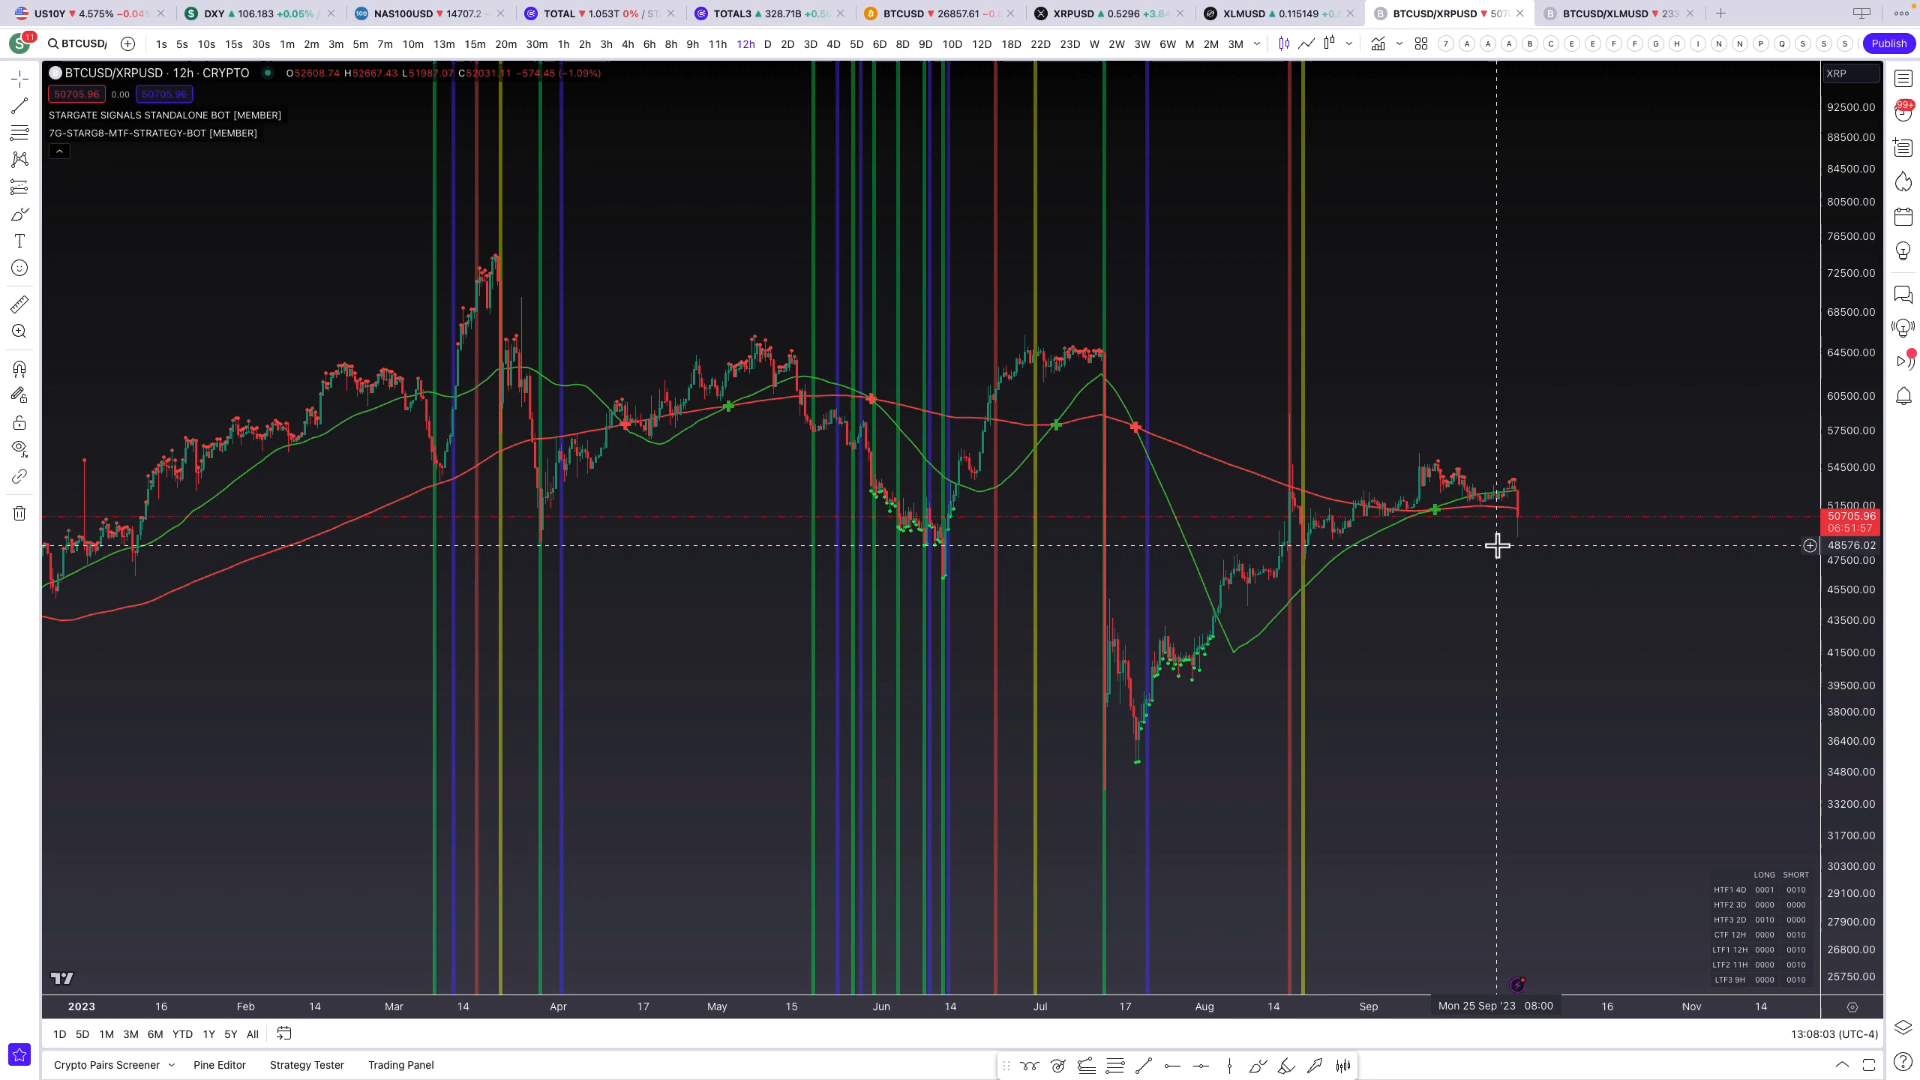 US10Y ▼ 4.575% −0.04%
DXY ▲ 106.183 +0.05%
NAS100USD ▼ 14707.2
TOTAL ▼ 1.053T 0%
TOTAL3 ▲ 328.71B
BTCUSD ▼ 26857.61
XRPUSD ▲ 0.5296
XLMUSD ▲ 0.115149
BTCUSD/XRPUSD ▼
BTCUSD/XLMUSD ▼
S 11 BTCUSD/ 1s 5s 10s 15s 30s 1m 2m 3m 5m 7m 10m 13m 15m 20m 30m 1h 2h 3h 4h 6h 8h 9h 11h 12h D 2D 3D 4D 5D 6D 8D 9D 10D 12D 18D 22D 23D W 2W 3W 6W M 2M 3M 7 A A A B C E E F F G H I N N P Q S S S Publish
BTCUSD/XRPUSD · 12h · CRYPTO O52608.74 H52667.43 L51987.07 C52031.11 −574.45 (−1.09%)
50705.96 0.00 50705.96
STARGATE SIGNALS STANDALONE BOT [MEMBER]
7G-STARG8-MTF-STRATEGY-BOT [MEMBER]
XRP
92500.00
88500.00
84500.00
80500.00
76500.00
72500.00
68500.00
64500.00
60500.00
57500.00
54500.00
51500.00
50705.96
06:51:57
48576.02
47500.00
45500.00
43500.00
41500.00
39500.00
38000.00
36400.00
34800.00
33200.00
31700.00
30300.00
29100.00
27900.00
26800.00
25750.00
99+
LONG SHORT
HTF1 4D 0001 0010
HTF2 3D 0000 0000
HTF3 2D 0010 0000
CTF 12H 0000 0010
LTF1 12H 0000 0010
LTF2 11H 0000 0010
LTF3 9H 0000 0010
2023 16 Feb 14 Mar 14 Apr 17 May 15 Jun 14 Jul 17 Aug 14 Sep Mon 25 Sep '23 08:00 16 Nov 14
1D 5D 1M 3M 6M YTD 1Y 5Y All 13:08:03 (UTC-4)
Crypto Pairs Screener Pine Editor Strategy Tester Trading Panel